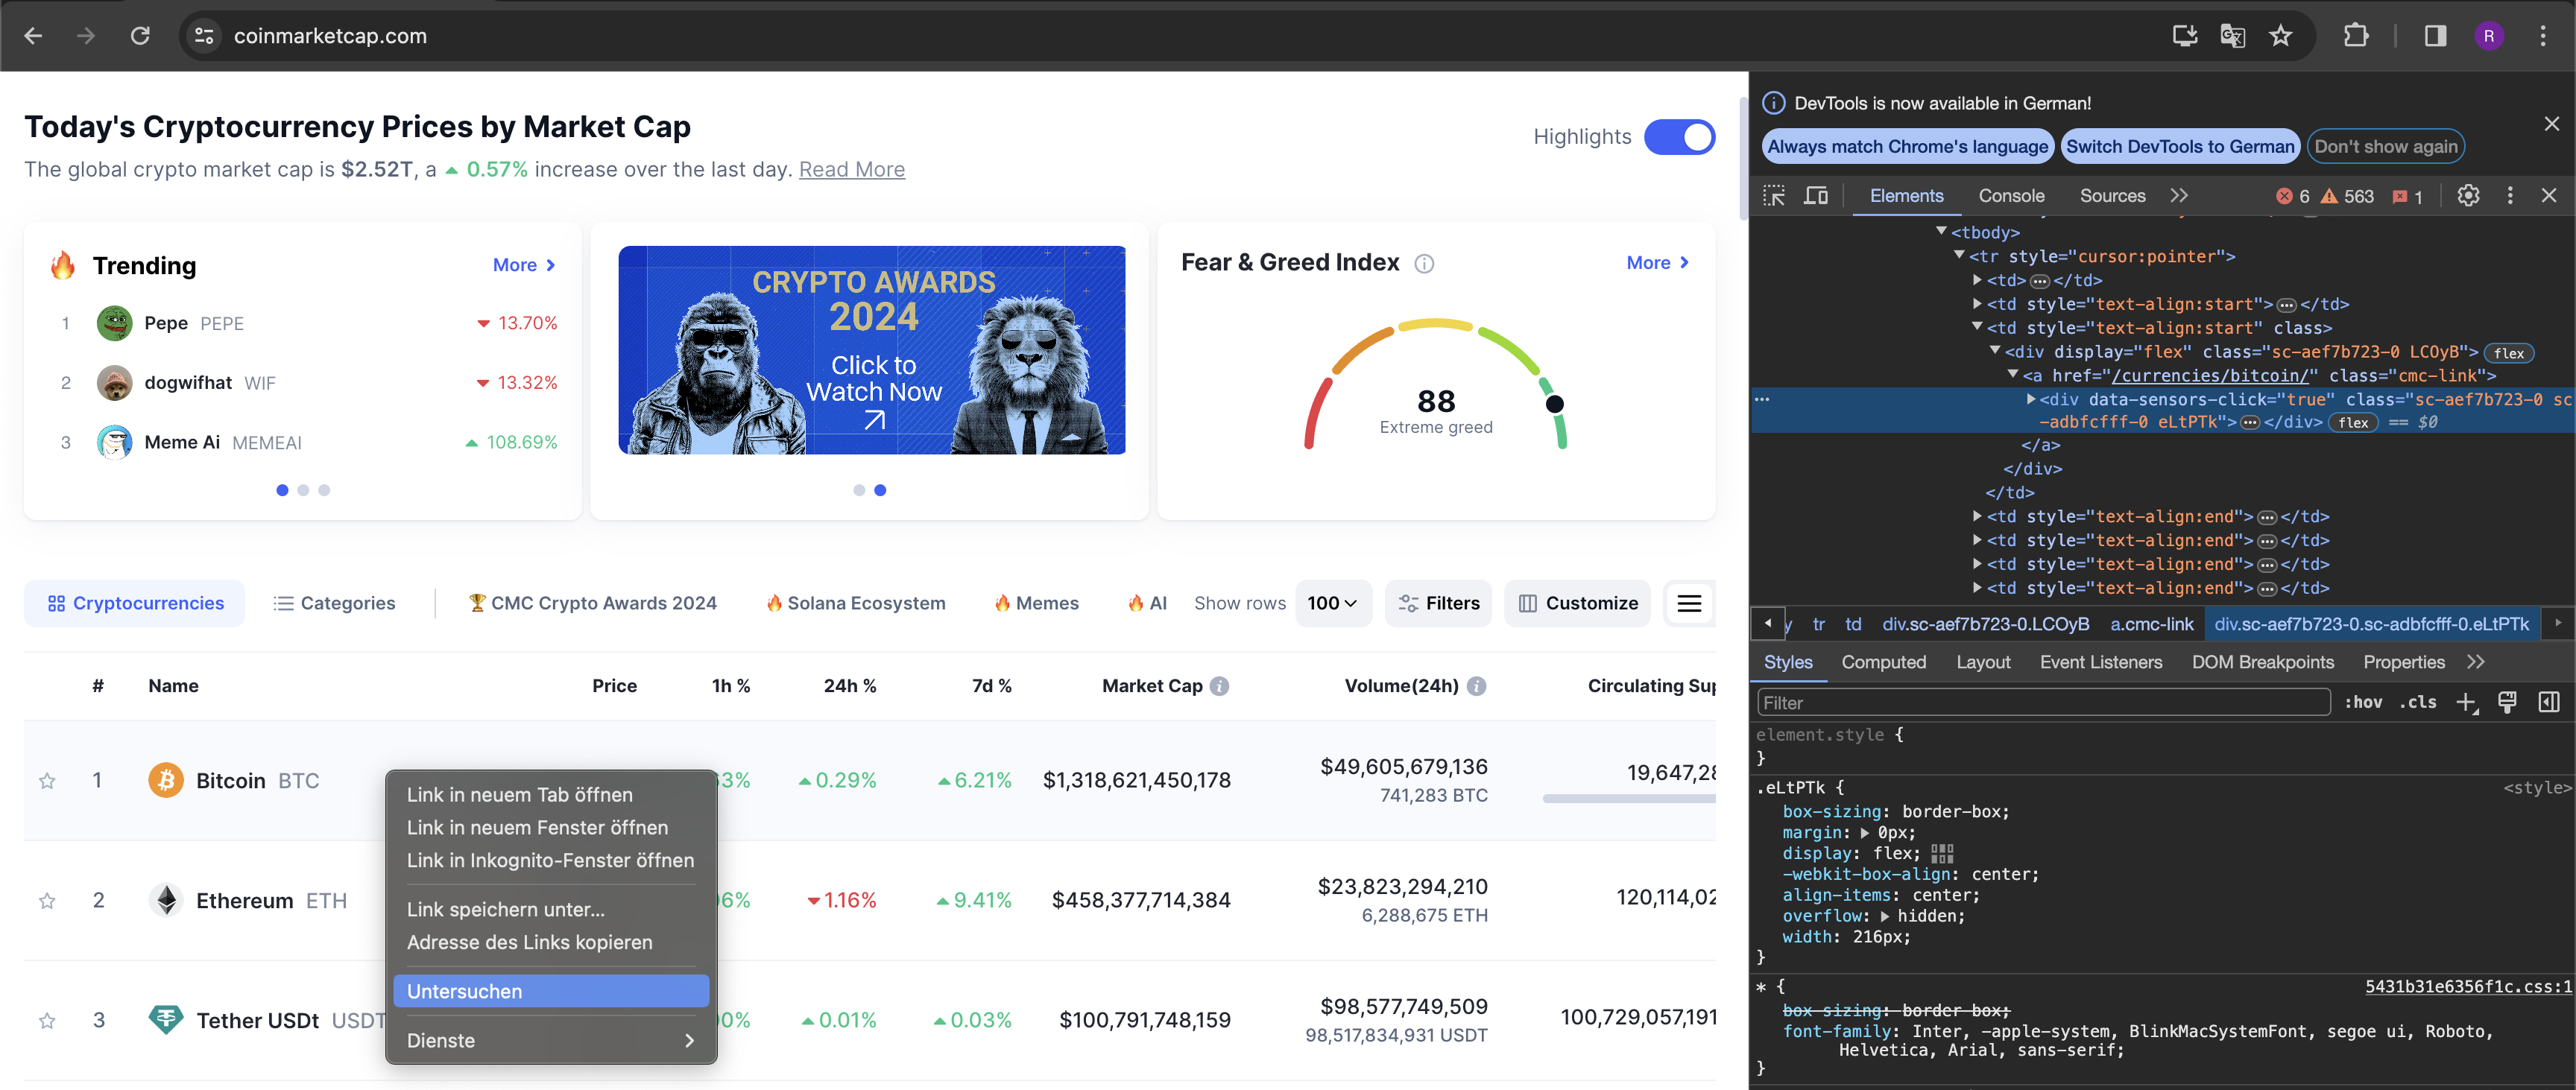 coinmarketcap.com
R
Today's Cryptocurrency Prices by Market Cap
The global crypto market cap is $2.52T, a 0.57% increase over the last day. Read More
Highlights
Trending
More
1 Pepe PEPE 13.70%
2 dogwifhat WIF 13.32%
3 Meme Ai MEMEAI 108.69%
CRYPTO AWARDS
2024
Click to
Watch Now
Fear & Greed Index
More
88
Extreme greed
Cryptocurrencies Categories CMC Crypto Awards 2024 Solana Ecosystem Memes AI Show rows 100 Filters Customize
# Name Price 1h % 24h % 7d % Market Cap Volume(24h) Circulating Sup
1 Bitcoin BTC 3% 0.29% 6.21% $1,318,621,450,178 $49,605,679,136 19,647,28
741,283 BTC
2 Ethereum ETH 6% 1.16% 9.41% $458,377,714,384 $23,823,294,210 120,114,02
6,288,675 ETH
3 Tether USDt USDT 0% 0.01% 0.03% $100,791,748,159 $98,577,749,509 100,729,057,191
98,517,834,931 USDT
Link in neuem Tab öffnen
Link in neuem Fenster öffnen
Link in Inkognito-Fenster öffnen
Link speichern unter...
Adresse des Links kopieren
Untersuchen
Dienste
DevTools is now available in German!
Always match Chrome's language Switch DevTools to German Don't show again
Elements Console Sources 6 563 1
<tbody>
<tr style="cursor:pointer">
<td>…</td>
<td style="text-align:start">…</td>
<td style="text-align:start" class>
<div display="flex" class="sc-aef7b723-0 LCOyB"> flex
<a href="/currencies/bitcoin/" class="cmc-link">
<div data-sensors-click="true" class="sc-aef7b723-0 sc
-adbfcfff-0 eLtPTk">…</div> flex == $0
</a>
</div>
</td>
<td style="text-align:end">…</td>
<td style="text-align:end">…</td>
<td style="text-align:end">…</td>
<td style="text-align:end">…</td>
y tr td div.sc-aef7b723-0.LCOyB a.cmc-link div.sc-aef7b723-0.sc-adbfcfff-0.eLtPTk
Styles Computed Layout Event Listeners DOM Breakpoints Properties
Filter :hov .cls
element.style {
}
.eLtPTk { <style>
box-sizing: border-box;
margin: 0px;
display: flex;
-webkit-box-align: center;
align-items: center;
overflow: hidden;
width: 216px;
}
* { 5431b31e6356f1c.css:1
box-sizing: border-box;
font-family: Inter, -apple-system, BlinkMacSystemFont, segoe ui, Roboto,
Helvetica, Arial, sans-serif;
}